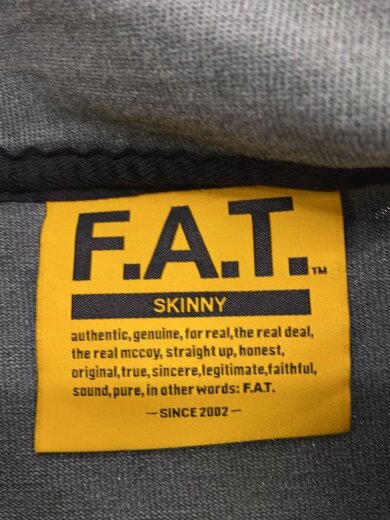 F.A.T.™
SKINNY
authentic, genuine, for real, the real deal,
the real mccoy, straight up, honest,
original, true, sincere, legitimate, faithful,
sound, pure, in other words: F.A.T.
— SINCE 2002 —